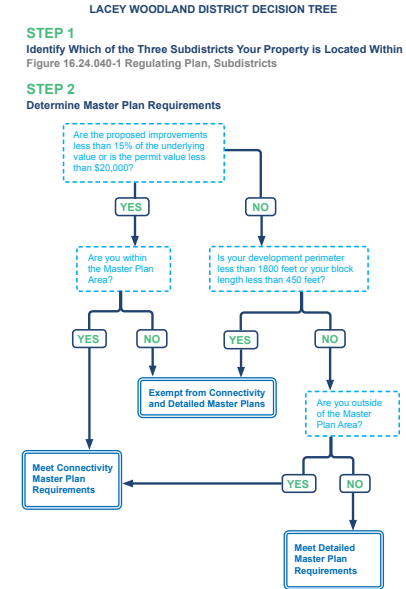 LACEY WOODLAND DISTRICT DECISION TREE
STEP 1
Identify Which of the Three Subdistricts Your Property is Located Within
Figure 16.24.040-1 Regulating Plan, Subdistricts
STEP 2
Determine Master Plan Requirements
Are the proposed improvements
less than 15% of the underlying
value or is the permit value less
than $20,000?
YES
NO
Are you within
the Master Plan
Area?
Is your development perimeter
less than 1800 feet or your block
length less than 450 feet?
YES
NO
YES
NO
Exempt from Connectivity
and Detailed Master Plans
Are you outside
of the Master
Plan Area?
Meet Connectivity
Master Plan
Requirements
YES
NO
Meet Detailed
Master Plan
Requirements